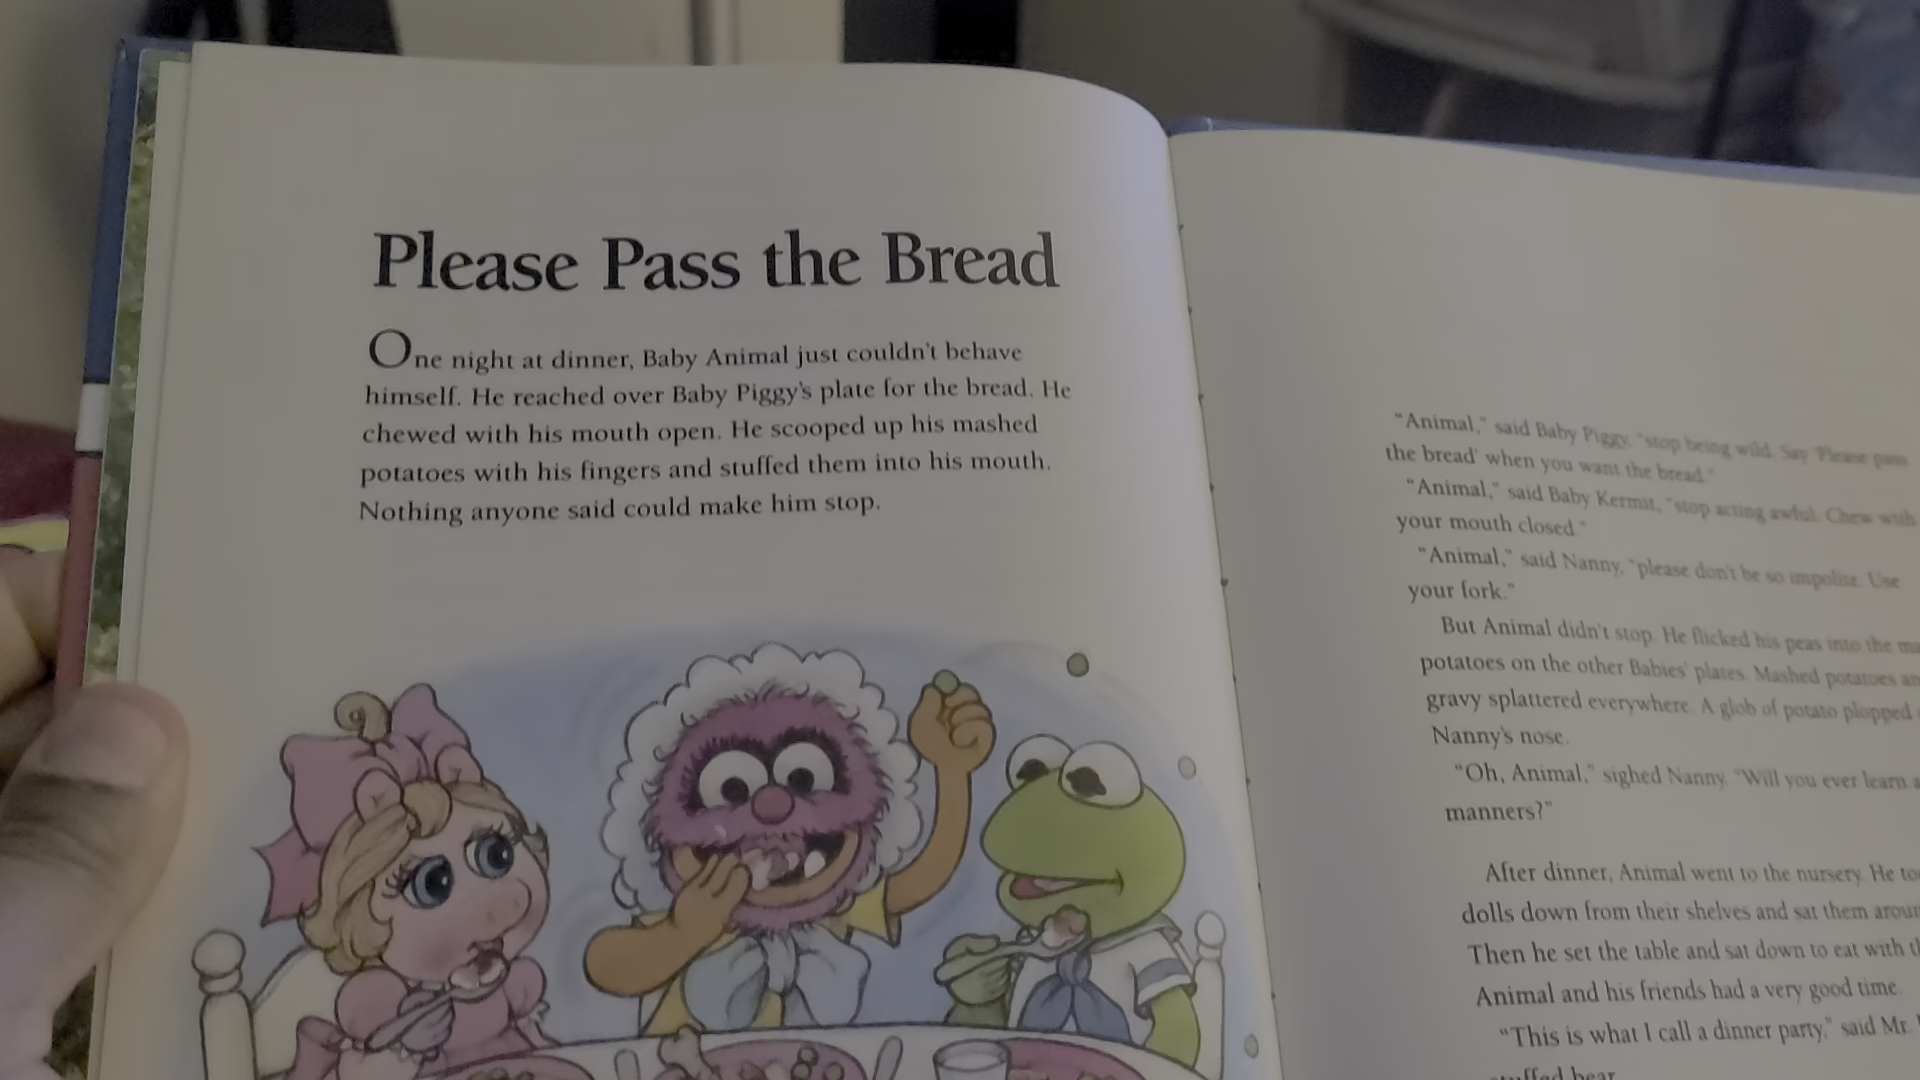 Please Pass the Bread
One night at dinner, Baby Animal just couldn't behave
himself. He reached over Baby Piggy's plate for the bread. He
chewed with his mouth open. He scooped up his mashed
potatoes with his fingers and stuffed them into his mouth.
Nothing anyone said could make him stop.
"Animal," said Baby Piggy, "stop being wild. Say 'Please pass
the bread' when you want the bread."
"Animal," said Baby Kermit, "stop acting awful. Chew with
your mouth closed."
"Animal," said Nanny, "please don't be so impolite. Use
your fork."
But Animal didn't stop. He flicked his peas into the
potatoes on the other Babies' plates. Mashed potatoes
gravy splattered everywhere. A glob of potato plopped
Nanny's nose.
"Oh, Animal," sighed Nanny. "Will you ever learn
manners?"
After dinner, Animal went to the nursery. He
dolls down from their shelves and sat them
Then he set the table and sat down to eat with
Animal and his friends had a very good time.
"This is what I call a dinner party," said Mr.
stuffed bear